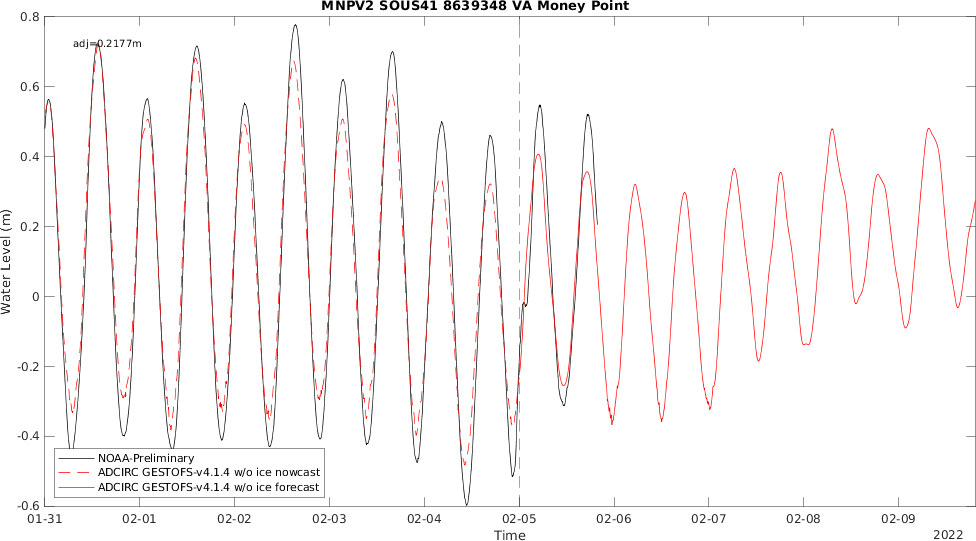 MNPV2 SOUS41 8639348 VA Money Point
adj=0.2177m
0.8
0.6
0.4
0.2
0
-0.2
-0.4
-0.6
Water Level (m)
NOAA-Preliminary
ADCIRC GESTOFS-v4.1.4 w/o ice nowcast
ADCIRC GESTOFS-v4.1.4 w/o ice forecast
01-31 02-01 02-02 02-03 02-04 02-05 02-06 02-07 02-08 02-09
Time
2022